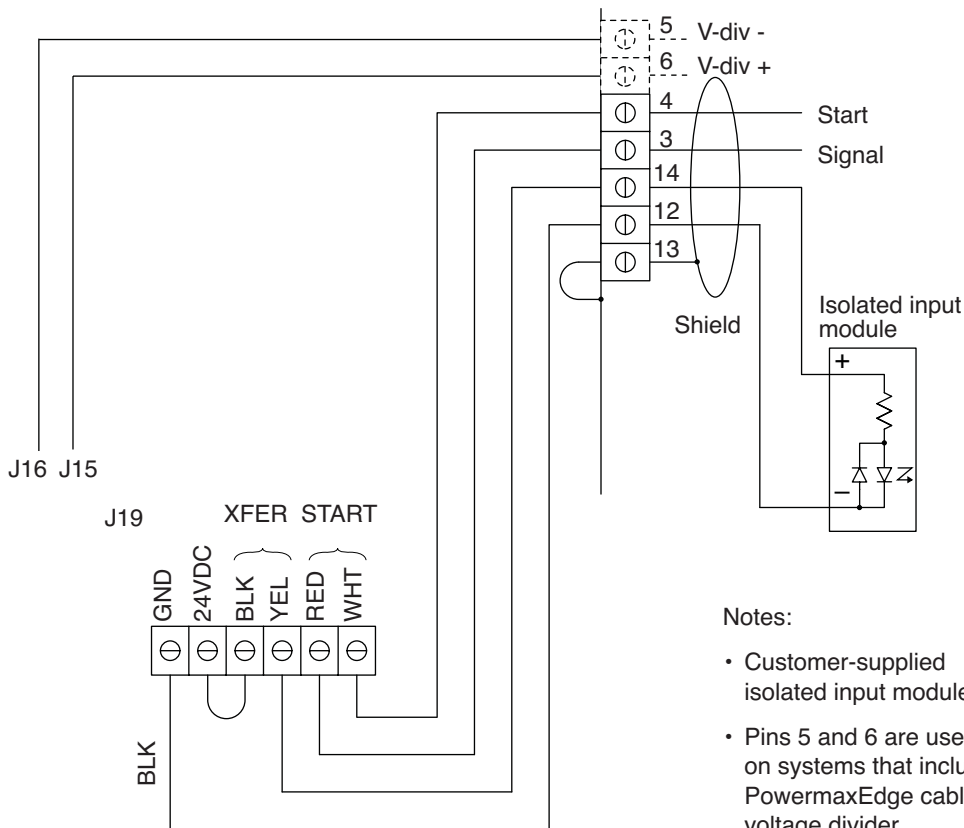 5 V-div -
6 V-div +
4 Start
3 Signal
14
12
13
Shield
Isolated input
module
+
–
J16 J15
J19 XFER START
GND 24VDC BLK YEL RED WHT
BLK
Notes:
• Customer-supplied
isolated input module
• Pins 5 and 6 are use
on systems that inclu
PowermaxEdge cabl
voltage divider